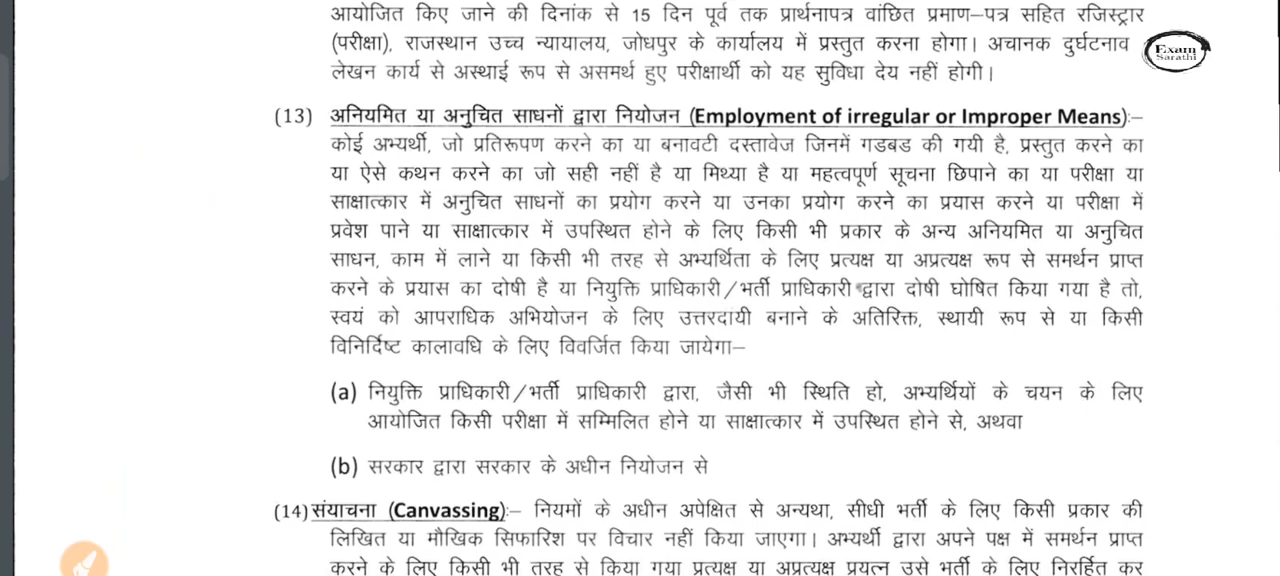 आयोजित किए जाने की दिनांक से 15 दिन पूर्व तक प्रार्थनापत्र वांछित प्रमाण–पत्र सहित रजिस्ट्रार
(परीक्षा), राजस्थान उच्च न्यायालय, जोधपुर के कार्यालय में प्रस्तुत करना होगा। अचानक दुर्घटनाव
Exam
Sarathi
लेखन कार्य से अस्थाई रूप से असमर्थ हुए परीक्षार्थी को यह सुविधा देय नहीं होगी।
(13) अनियमित या अनुचित साधनों द्वारा नियोजन (Employment of irregular or Improper Means):–
कोई अभ्यर्थी, जो प्रतिरूपण करने का या बनावटी दस्तावेज जिनमें गडबड की गयी है, प्रस्तुत करने का
या ऐसे कथन करने का जो सही नहीं है या मिथ्या है या महत्वपूर्ण सूचना छिपाने का या परीक्षा या
साक्षात्कार में अनुचित साधनों का प्रयोग करने या उनका प्रयोग करने का प्रयास करने या परीक्षा में
प्रवेश पाने या साक्षात्कार में उपस्थित होने के लिए किसी भी प्रकार के अन्य अनियमित या अनुचित
साधन, काम में लाने या किसी भी तरह से अभ्यर्थिता के लिए प्रत्यक्ष या अप्रत्यक्ष रूप से समर्थन प्राप्त
करने के प्रयास का दोषी है या नियुक्ति प्राधिकारी/भर्ती प्राधिकारी द्वारा दोषी घोषित किया गया है तो,
स्वयं को आपराधिक अभियोजन के लिए उत्तरदायी बनाने के अतिरिक्त, स्थायी रूप से या किसी
विनिर्दिष्ट कालावधि के लिए विवर्जित किया जायेगा–
(a) नियुक्ति प्राधिकारी/भर्ती प्राधिकारी द्वारा, जैसी भी स्थिति हो, अभ्यर्थियों के चयन के लिए
आयोजित किसी परीक्षा में सम्मिलित होने या साक्षात्कार में उपस्थित होने से, अथवा
(b) सरकार द्वारा सरकार के अधीन नियोजन से
(14) संयाचना (Canvassing):– नियमों के अधीन अपेक्षित से अन्यथा, सीधी भर्ती के लिए किसी प्रकार की
लिखित या मौखिक सिफारिश पर विचार नहीं किया जाएगा। अभ्यर्थी द्वारा अपने पक्ष में समर्थन प्राप्त
करने के लिए किसी भी तरह से किया गया प्रत्यक्ष या अप्रत्यक्ष प्रयत्न उसे भर्ती के लिए निरर्हित कर